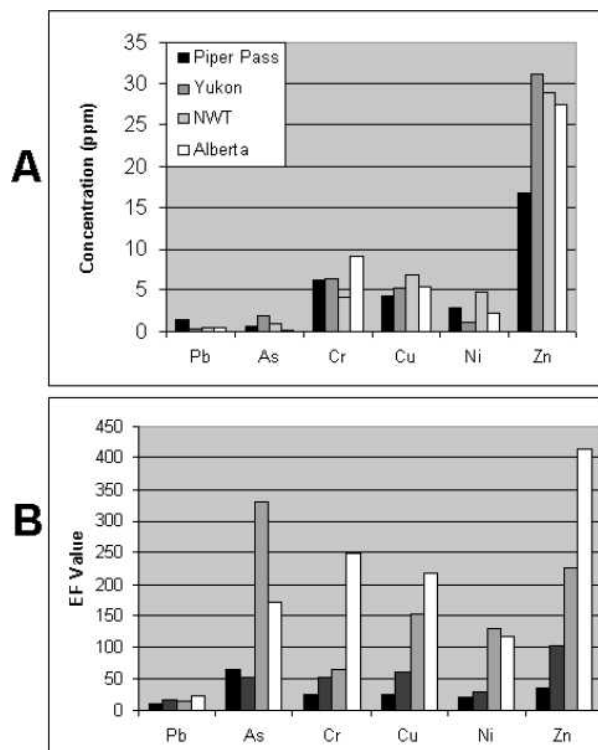 A
Concentration (ppm)
35
30
25
20
15
10
5
0
Piper Pass
Yukon
NWT
Alberta
Pb As Cr Cu Ni Zn
B
EF Value
450
400
350
300
250
200
150
100
50
0
Pb As Cr Cu Ni Zn